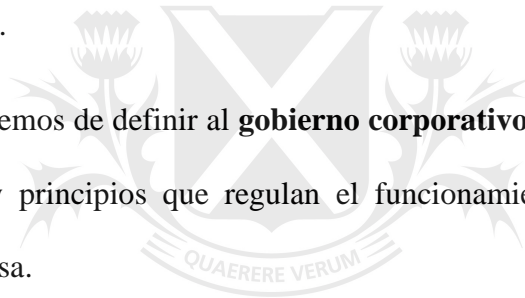 .
emos de definir al gobierno corporativo
y principios que regulan el funcionamie
sa.
QUAERERE VERUM